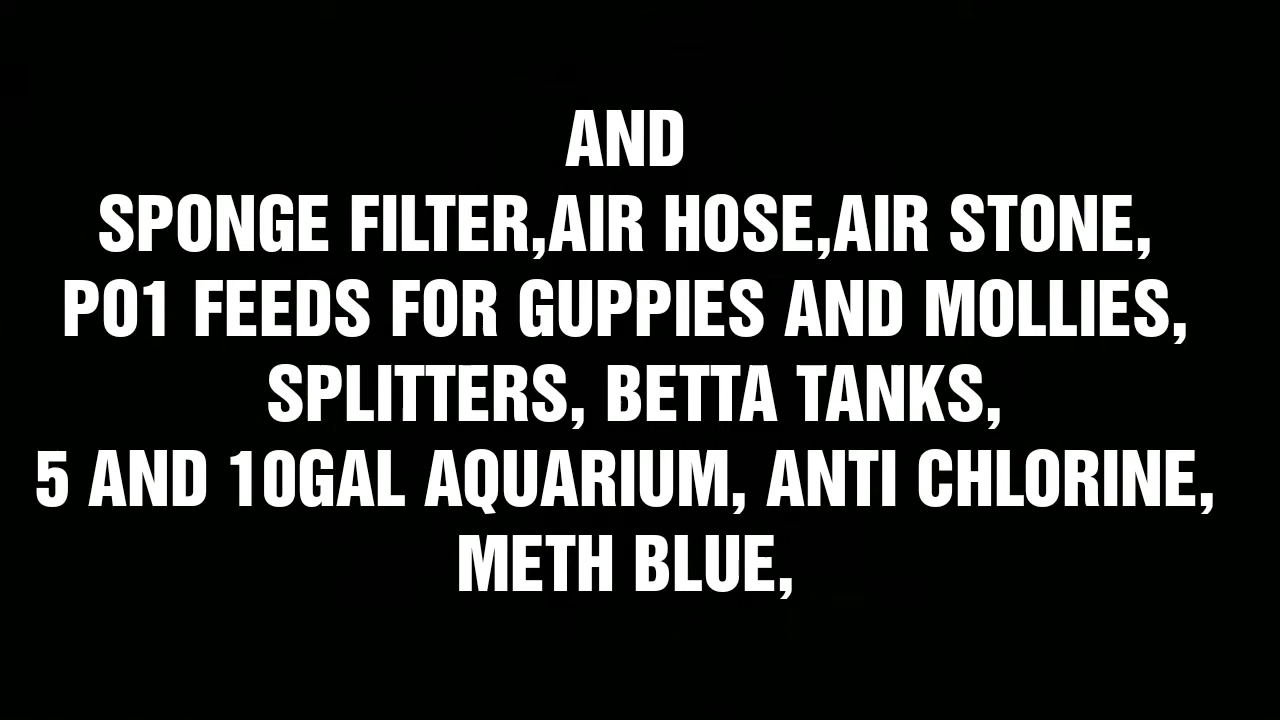 AND
SPONGE FILTER,AIR HOSE,AIR STONE,
PO1 FEEDS FOR GUPPIES AND MOLLIES,
SPLITTERS, BETTA TANKS,
5 AND 10GAL AQUARIUM, ANTI CHLORINE,
METH BLUE,